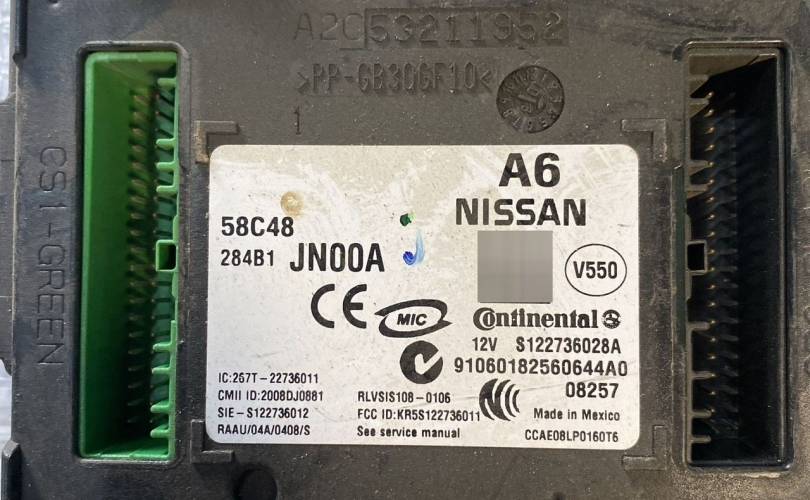 A2C53211952
>PP-GB30GF10<
1
CS1-GREEN
A6
NISSAN
58C48
284B1 JN00A
V550
CE
MIC
Continental
12V S122736028A
91060182560644A0
08257
IC:267T-22736011
CMII ID:2008DJ0881
RLVSIS108-0106
SIE-S122736012
FCC ID:KR5S122736011
Made in Mexico
RAAU/04A/0408/S
See service manual
CCAE08LP0160T6